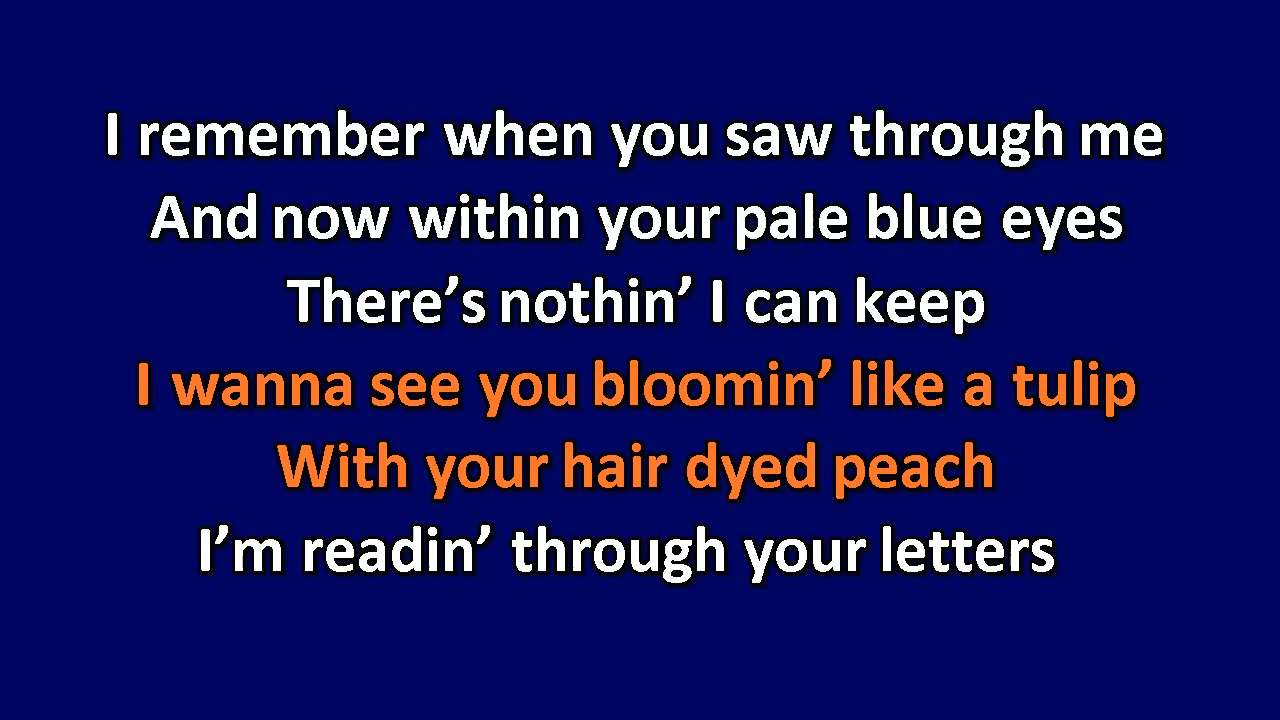 I remember when you saw through me
And now within your pale blue eyes
There’s nothin’ I can keep
I wanna see you bloomin’ like a tulip
With your hair dyed peach
I’m readin’ through your letters